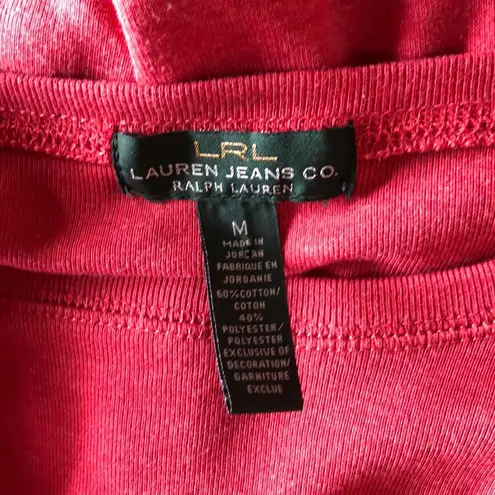 LRL
LAUREN JEANS CO.
RALPH LAUREN
M
MADE IN
JORDAN
FABRIQUE EN
JORDANIE
60% COTTON/
COTON
40%
POLYESTER/
POLYESTER
EXCLUSIVE OF
DECORATION/
GARNITURE
EXCLUE